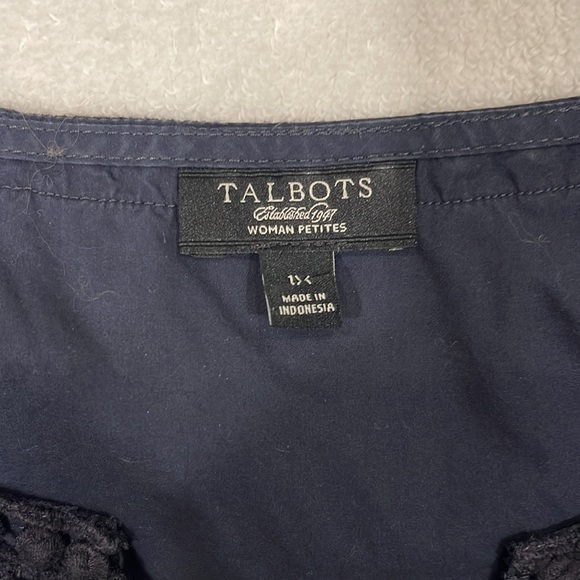 TALBOTS
Established 1947
WOMAN PETITES
1X
MADE IN
INDONESIA